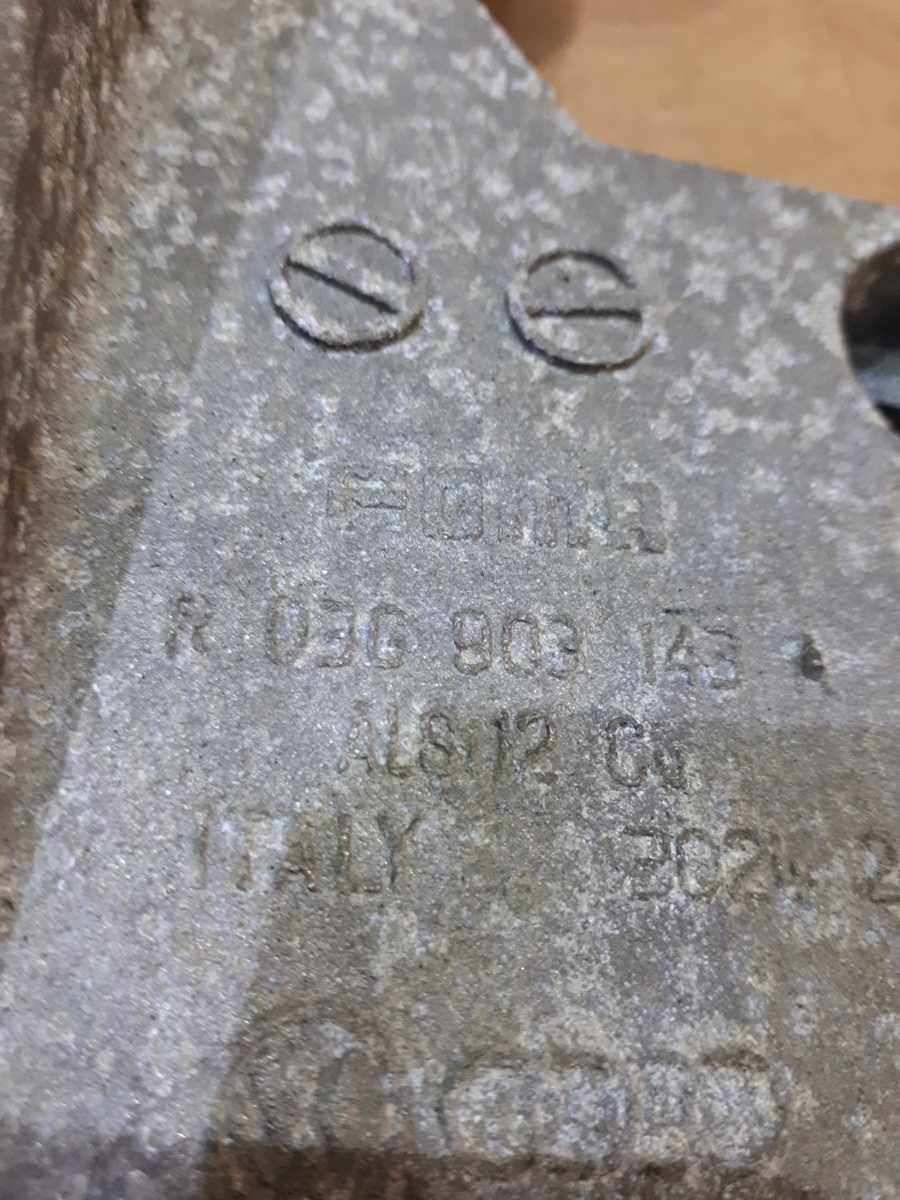 R 03G 903 143
ALSi12 Cu
ITALY 2024 2